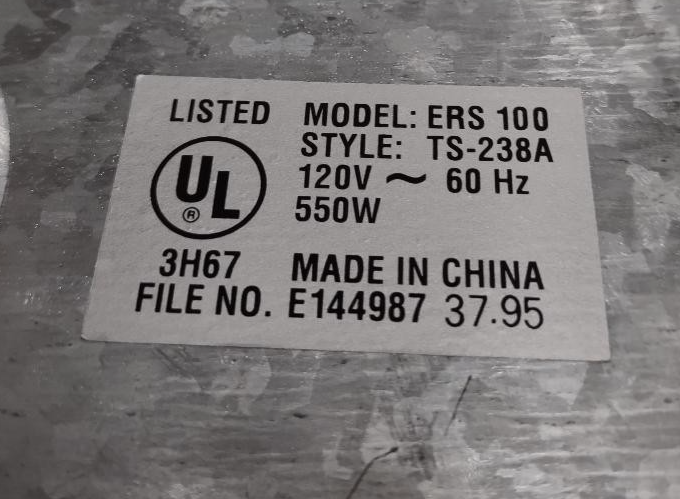 LISTED MODEL: ERS 100
STYLE: TS-238A
UL
®
120V ~ 60 Hz
550W
3H67 MADE IN CHINA
FILE NO. E144987 37.95